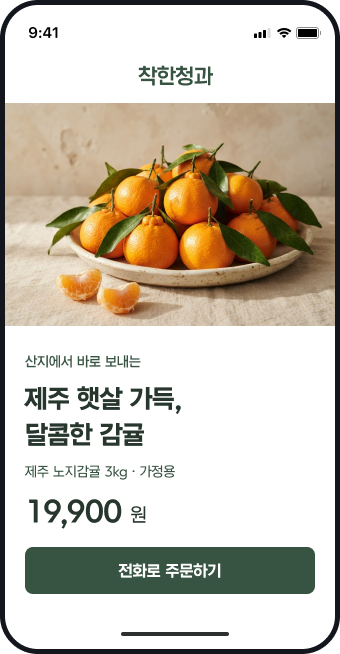 9:41
착한청과
산지에서 바로 보내는
제주 햇살 가득,
달콤한 감귤
제주 노지감귤 3kg · 가정용
19,900 원
전화로 주문하기